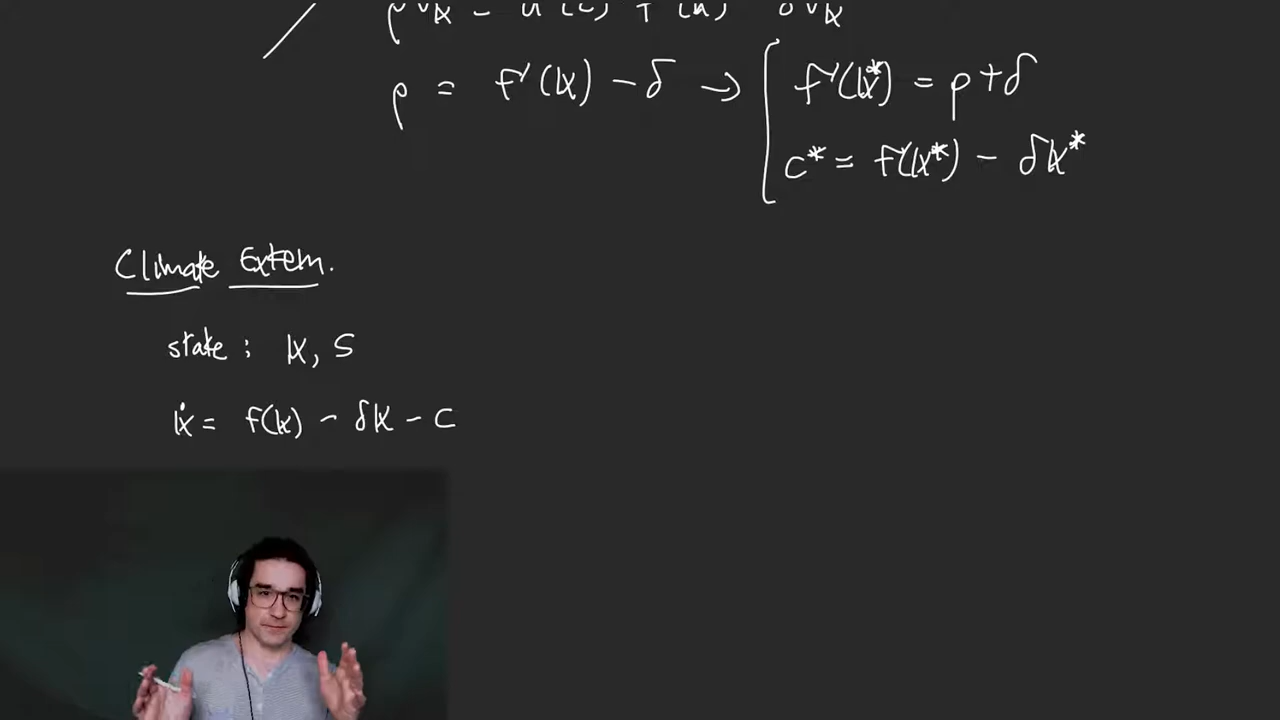 ρ = f'(k) - δ → [ f'(k*) = ρ+δ
c* = f(k*) - δk*
Climate Extern.
state : k, S
k̇ = f(k) - δk - c